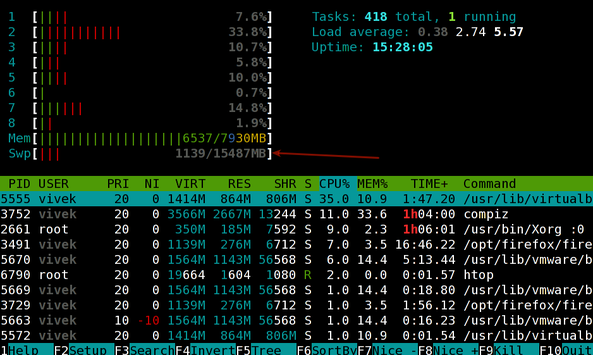 1 [|||| 7.6%] Tasks: 418 total, 1 running
2 [||||||||||| 33.8%] Load average: 0.38 2.74 5.57
3 [|||| 10.7%] Uptime: 15:28:05
4 [||| 5.8%]
5 [|||| 10.0%]
6 [| 0.7%]
7 [|||||| 14.8%]
8 [|| 1.9%]
Mem[|||||||||||||||||||6537/7930MB]
Swp[||| 1139/15487MB]
PID USER PRI NI VIRT RES SHR S CPU% MEM% TIME+ Command
5555 vivek 20 0 1414M 864M 806M S 35.0 10.9 1:47.20 /usr/lib/virtualb
3752 vivek 20 0 3566M 2667M 13244 S 11.0 33.6 1h04:00 compiz
2661 root 20 0 350M 185M 7592 S 9.0 2.3 1h06:01 /usr/bin/Xorg :0
3491 vivek 20 0 1139M 276M 6712 S 7.0 3.5 16:46.22 /opt/firefox/fire
5670 vivek 20 0 1564M 1143M 56568 S 6.0 14.4 5:13.44 /usr/lib/vmware/b
6790 root 20 0 19664 1604 1080 R 2.0 0.0 0:01.57 htop
5669 vivek 20 0 1564M 1143M 56568 S 1.0 14.4 0:18.80 /usr/lib/vmware/b
3729 vivek 20 0 1139M 276M 6712 S 1.0 3.5 1:56.12 /opt/firefox/fire
5663 vivek 10 -10 1564M 1143M 56568 S 1.0 14.4 0:16.23 /usr/lib/vmware/b
5572 vivek 20 0 1414M 864M 806M S 1.0 10.9 0:01.54 /usr/lib/virtualb
1Help F2Setup F3SearchF4InvertF5Tree F6SortByF7Nice -F8Nice +F9Kill F10Quit